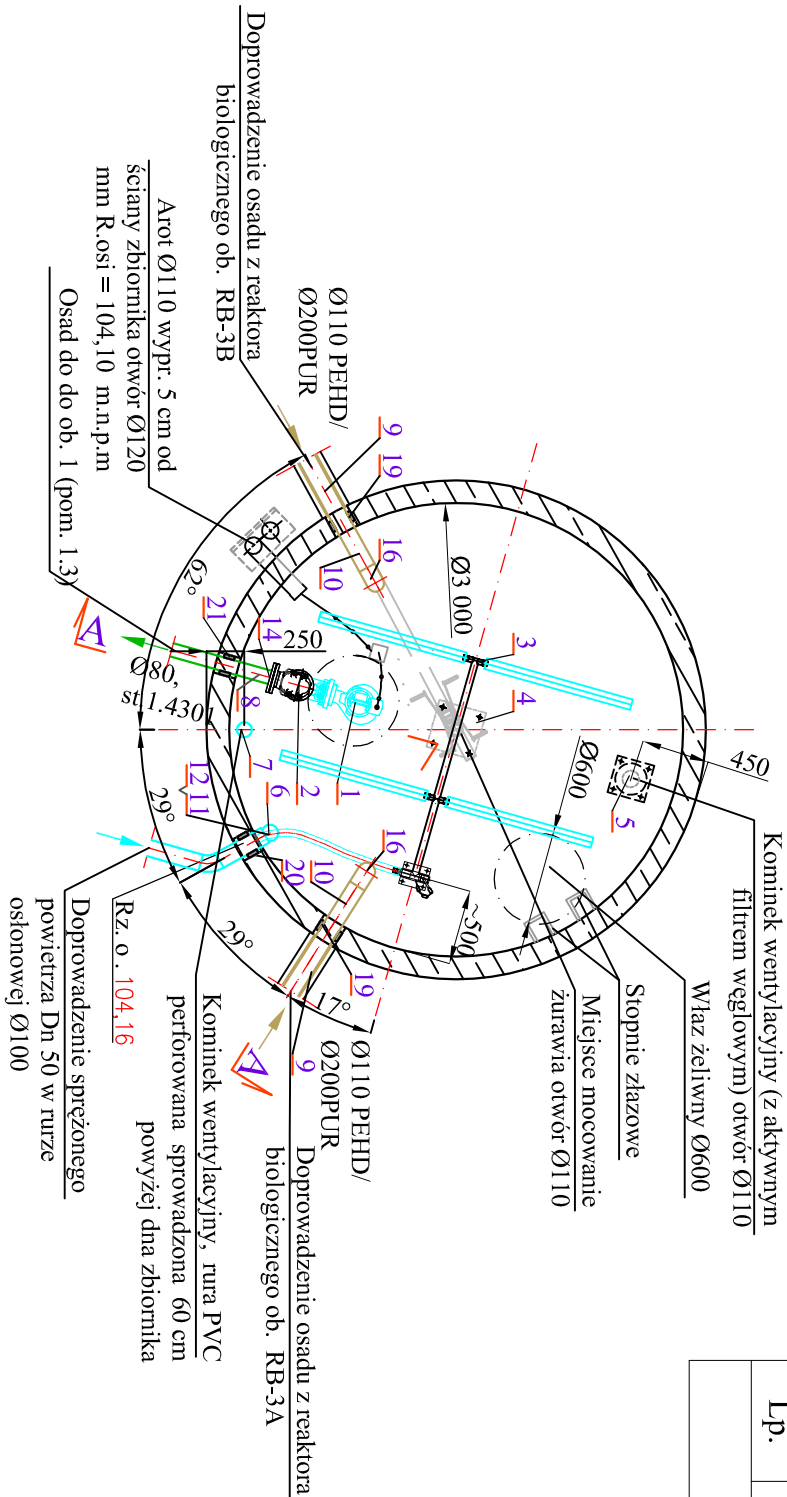 Kominek wentylacyjny (z aktywnym
filtrem węglowym) otwór Ø110
Właz żeliwny Ø600
Stopnie złazowe
Miejsce mocowanie
żurawia otwór Ø110
Lp.
450
Ø600
5
Ø3 000
3
4
~500
Doprowadzenie osadu z reaktora
biologicznego ob. RB-3B
Ø110 PEHD/
Ø200PUR
9
19
16
10
Arot Ø110 wypr. 5 cm od
ściany zbiornika otwór Ø120
mm R.osi = 104,10 m.n.p.m
Osad do do ob. 1 (pom. 1.3)
62°
21
14
250
A
Ø80,
st.1.430
8
7
2
1
12
11
6
20
10
16
19
29°
29°
17°
A
9
Ø110 PEHD/
Ø200PUR
Doprowadzenie osadu z reaktora
biologicznego ob. RB-3A
Kominek wentylacyjny, rura PVC
perforowana sprowadzona 60 cm
powyżej dna zbiornika
Rz. o . 104,16
Doprowadzenie sprężonego
powietrza Dn 50 w rurze
osłonowej Ø100